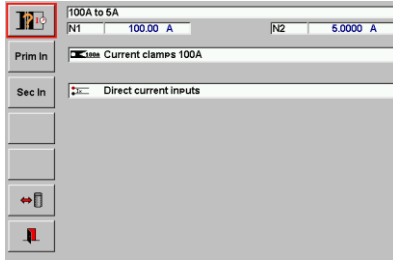 100A to 5A
N1 100.00 A N2 5.0000 A
Prim In 100A Current clamps 100A
Sec In Direct current inputs